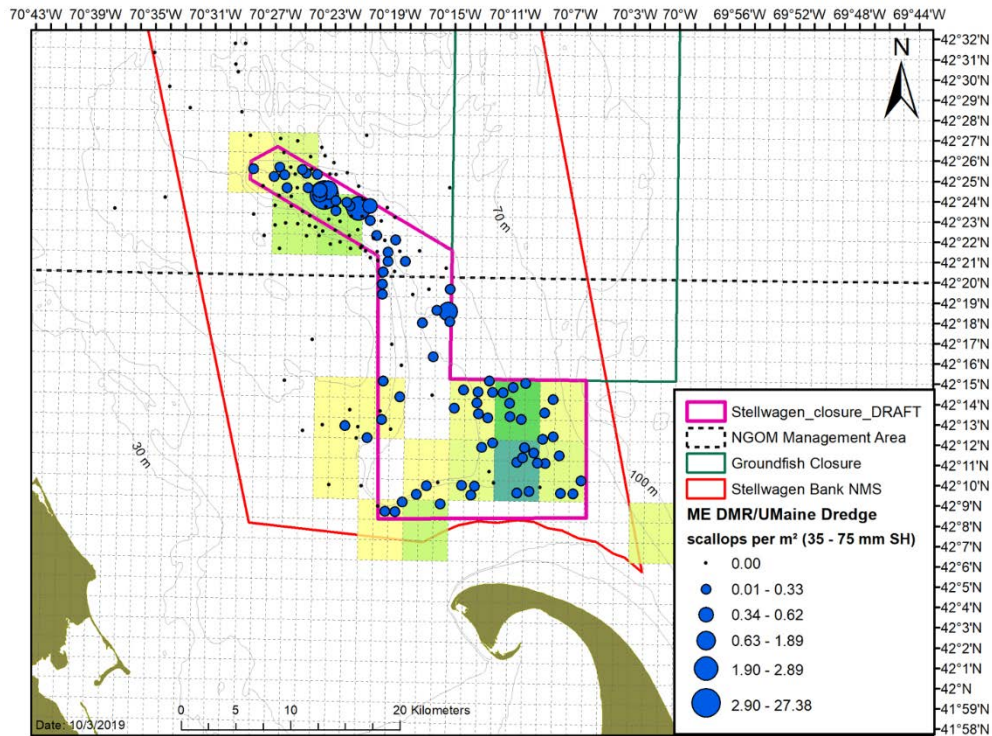 70°43'W 70°39'W 70°35'W 70°31'W 70°27'W 70°23'W 70°19'W 70°15'W 70°11'W 70°7'W 70°3'W 69°56'W 69°52'W 69°48'W 69°44'W
N
42°32'N
42°31'N
42°30'N
42°29'N
42°28'N
42°27'N
42°26'N
42°25'N
42°24'N
42°23'N
42°22'N
42°21'N
42°20'N
42°19'N
42°18'N
42°17'N
42°16'N
42°15'N
42°14'N
42°13'N
42°12'N
42°11'N
42°10'N
42°9'N
42°8'N
42°7'N
42°6'N
42°5'N
42°4'N
42°3'N
42°2'N
42°1'N
42°N
41°59'N
41°58'N
70 m
30 m
100 m
Stellwagen_closure_DRAFT
NGOM Management Area
Groundfish Closure
Stellwagen Bank NMS
ME DMR/UMaine Dredge
scallops per m² (35 - 75 mm SH)
0.00
0.01 - 0.33
0.34 - 0.62
0.63 - 1.89
1.90 - 2.89
2.90 - 27.38
0 5 10 20 Kilometers
Date: 10/3/2019